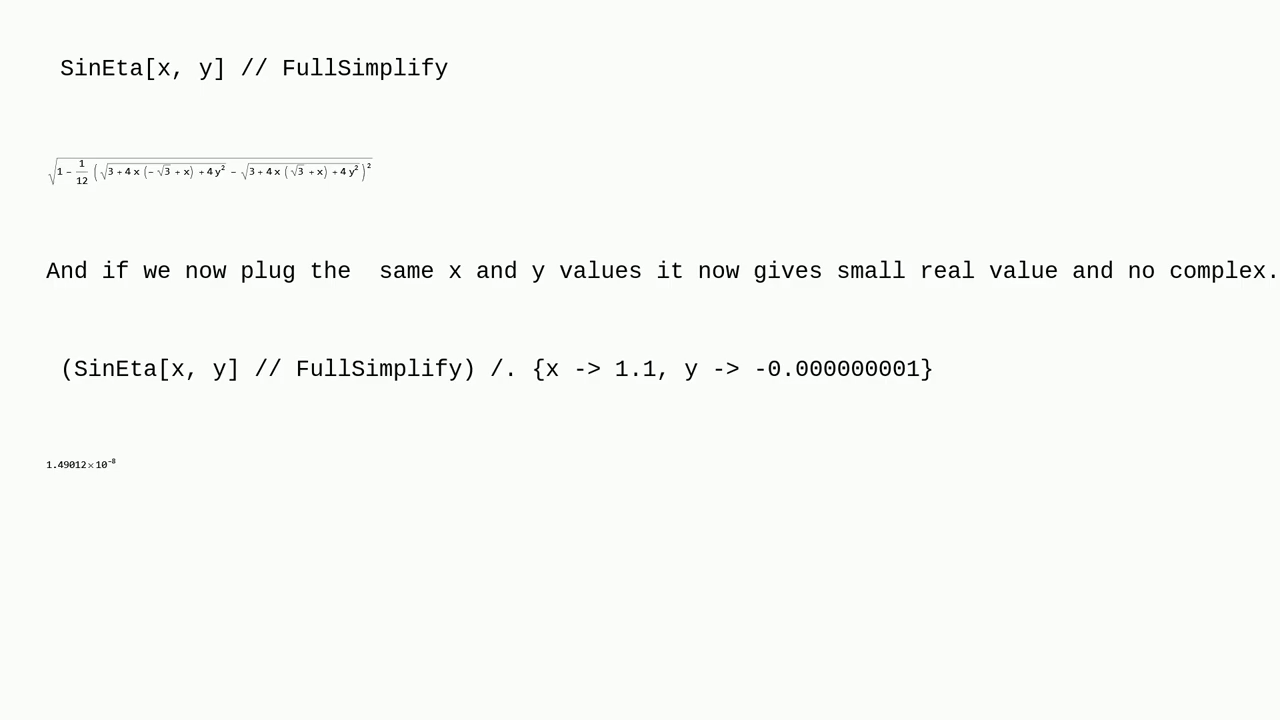 SinEta[x, y] // FullSimplify
√(1 - 1/12 (√(3 + 4 x (-√3 + x) + 4 y²) - √(3 + 4 x (√3 + x) + 4 y²))²)
And if we now plug the  same x and y values it now gives small real value and no complex.
(SinEta[x, y] // FullSimplify) /. {x -> 1.1, y -> -0.000000001}
1.49012×10⁻⁸